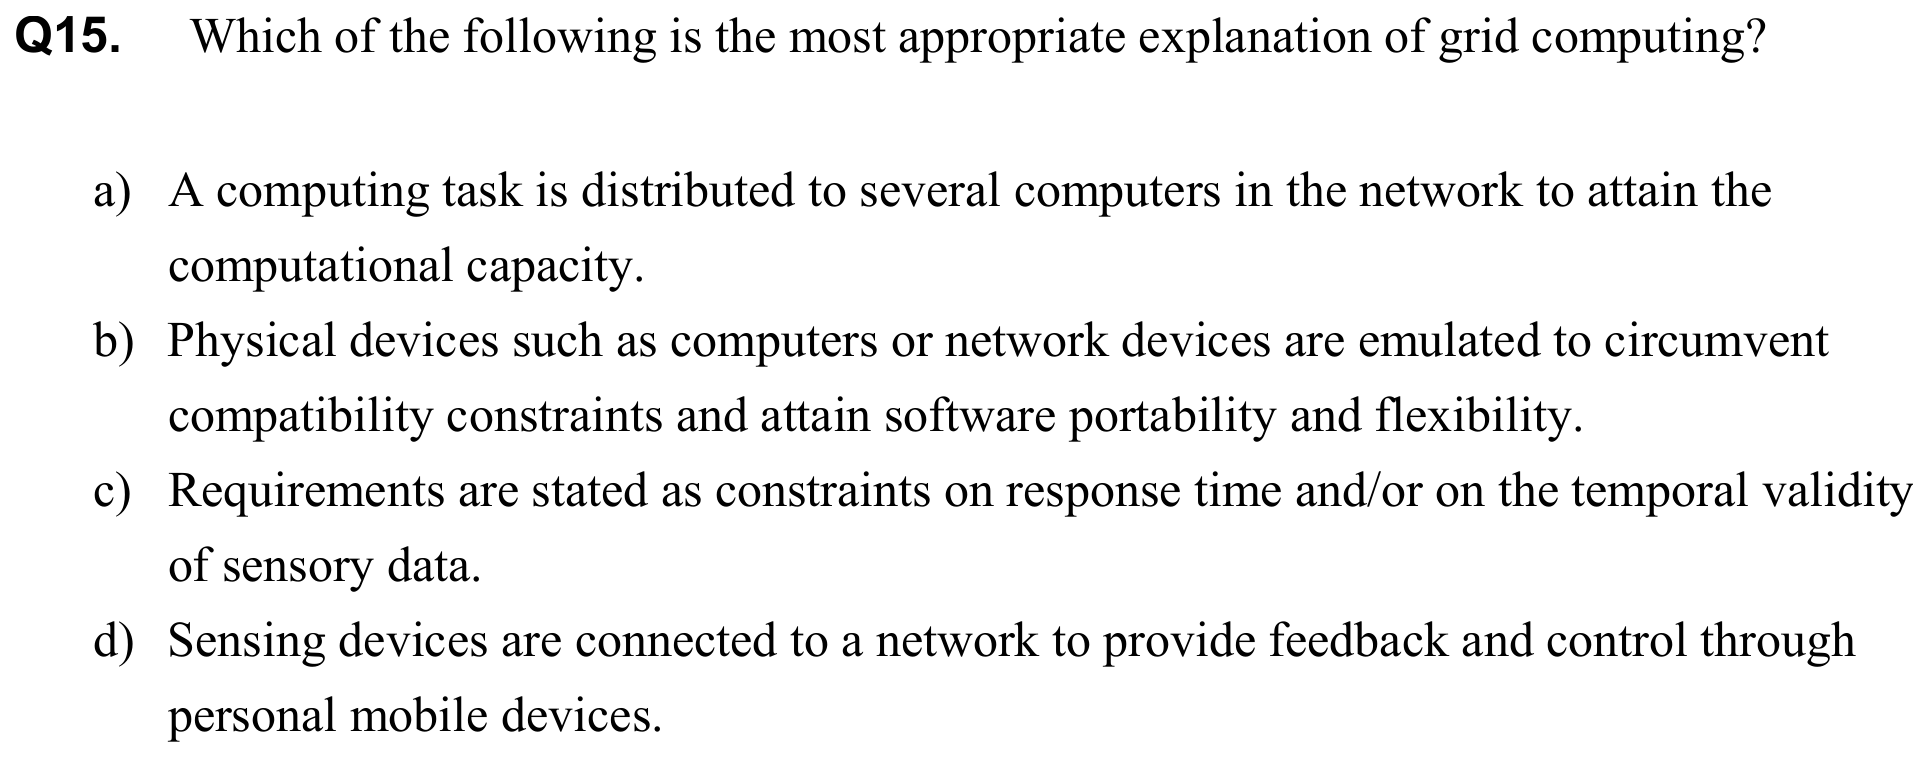 Q15. Which of the following is the most appropriate explanation of grid computing?
a) A computing task is distributed to several computers in the network to attain the
computational capacity.
b) Physical devices such as computers or network devices are emulated to circumvent
compatibility constraints and attain software portability and flexibility.
c) Requirements are stated as constraints on response time and/or on the temporal validity
of sensory data.
d) Sensing devices are connected to a network to provide feedback and control through
personal mobile devices.